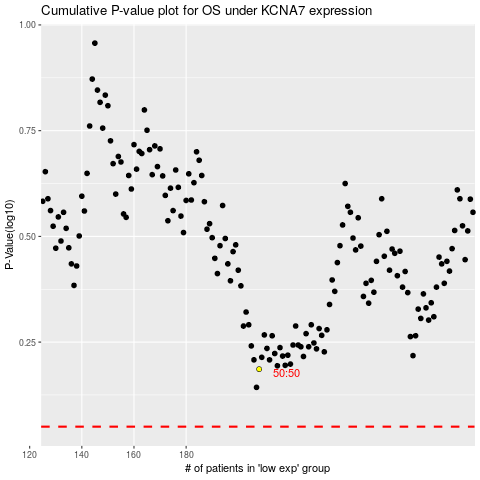 Cumulative P-value plot for OS under KCNA7 expression
P-Value(log10)
1.00
0.75
0.50
0.25
50:50
120 140 160 180
# of patients in 'low exp' group